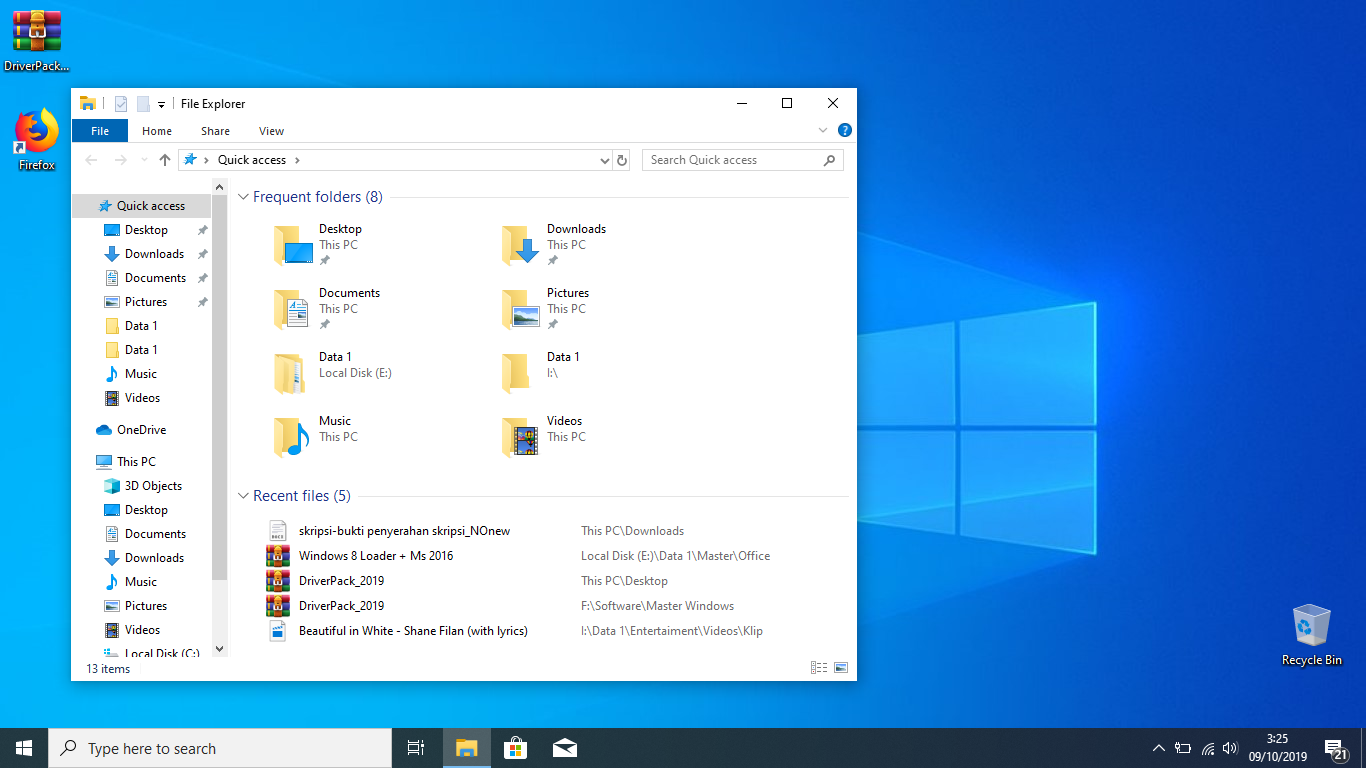 DriverPack...
Firefox
File Explorer
File Home Share View
?
Quick access
Search Quick access
Quick access
Desktop
Downloads
Documents
Pictures
Data 1
Data 1
Music
Videos
OneDrive
This PC
3D Objects
Desktop
Documents
Downloads
Music
Pictures
Videos
Local Disk (C:)
Frequent folders (8)
Desktop
This PC
Downloads
This PC
Documents
This PC
Pictures
This PC
Data 1
Local Disk (E:)
Data 1
I:\
Music
This PC
Videos
This PC
Recent files (5)
skripsi-bukti penyerahan skripsi_NOnew This PC\Downloads
Windows 8 Loader + Ms 2016 Local Disk (E:)\Data 1\Master\Office
DriverPack_2019 This PC\Desktop
DriverPack_2019 F:\Software\Master Windows
Beautiful in White - Shane Filan (with lyrics) I:\Data 1\Entertaiment\Videos\Klip
13 items
Recycle Bin
Type here to search
3:25
09/10/2019
21